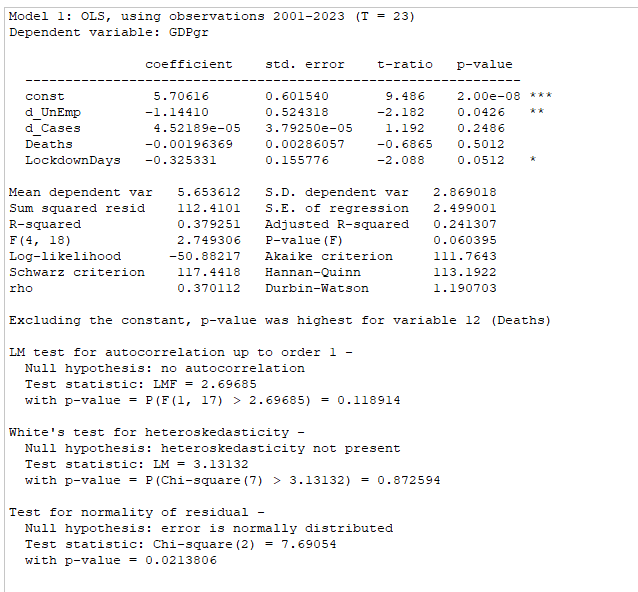 Model 1: OLS, using observations 2001-2023 (T = 23)
Dependent variable: GDPgr
coefficient std. error t-ratio p-value
---------------------------------------------------------------
const 5.70616 0.601540 9.486 2.00e-08 ***
d_UnEmp -1.14410 0.524318 -2.182 0.0426 **
d_Cases 4.52189e-05 3.79250e-05 1.192 0.2486
Deaths -0.00196369 0.00286057 -0.6865 0.5012
LockdownDays -0.325331 0.155776 -2.088 0.0512 *
Mean dependent var 5.653612 S.D. dependent var 2.869018
Sum squared resid 112.4101 S.E. of regression 2.499001
R-squared 0.379251 Adjusted R-squared 0.241307
F(4, 18) 2.749306 P-value(F) 0.060395
Log-likelihood -50.88217 Akaike criterion 111.7643
Schwarz criterion 117.4418 Hannan-Quinn 113.1922
rho 0.370112 Durbin-Watson 1.190703
Excluding the constant, p-value was highest for variable 12 (Deaths)
LM test for autocorrelation up to order 1 -
Null hypothesis: no autocorrelation
Test statistic: LMF = 2.69685
with p-value = P(F(1, 17) > 2.69685) = 0.118914
White's test for heteroskedasticity -
Null hypothesis: heteroskedasticity not present
Test statistic: LM = 3.13132
with p-value = P(Chi-square(7) > 3.13132) = 0.872594
Test for normality of residual -
Null hypothesis: error is normally distributed
Test statistic: Chi-square(2) = 7.69054
with p-value = 0.0213806